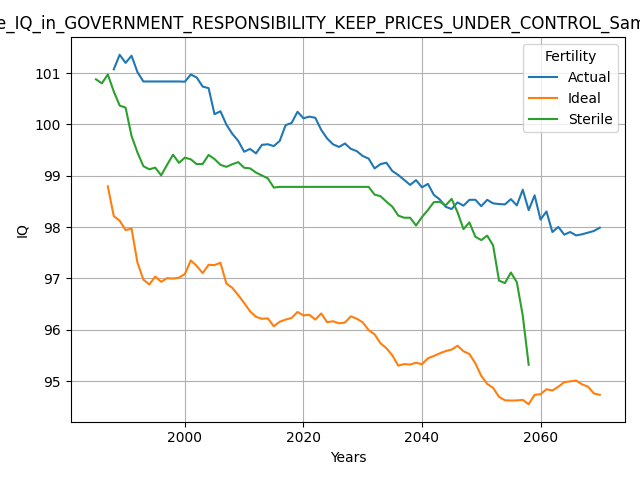 e_IQ_in_GOVERNMENT_RESPONSIBILITY_KEEP_PRICES_UNDER_CONTROL_Sam
Fertility
Actual
Ideal
Sterile
IQ
101
100
99
98
97
96
95
2000
2020
2040
2060
Years